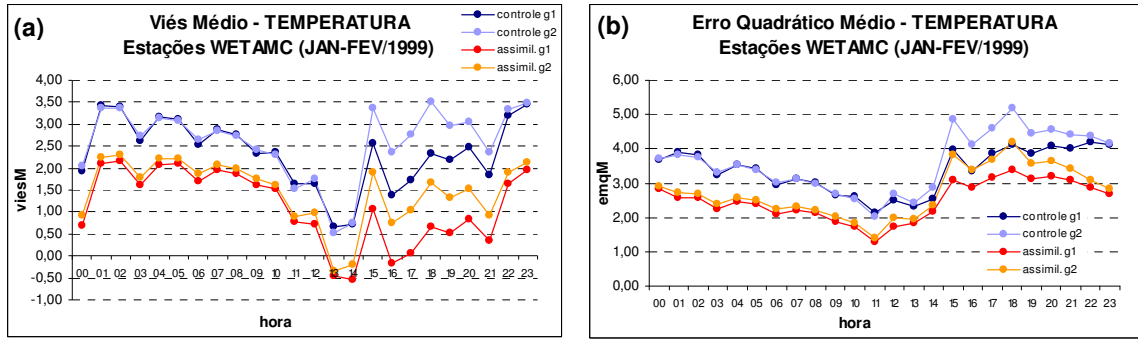 (a)
Viés Médio - TEMPERATURA
Estações WETAMC (JAN-FEV/1999)
controle g1
controle g2
assimil. g1
assimil. g2
4,00
3,50
3,00
2,50
2,00
1,50
1,00
0,50
0,00
-0,50
-1,00
viesM
00 01 02 03 04 05 06 07 08 09 10 11 12 13 14 15 16 17 18 19 20 21 22 23
hora
(b)
Erro Quadrático Médio - TEMPERATURA
Estações WETAMC (JAN-FEV/1999)
6,00
5,00
4,00
3,00
2,00
1,00
0,00
emqM
controle g1
controle g2
assimil. g1
assimil. g2
00 01 02 03 04 05 06 07 08 09 10 11 12 13 14 15 16 17 18 19 20 21 22 23
hora